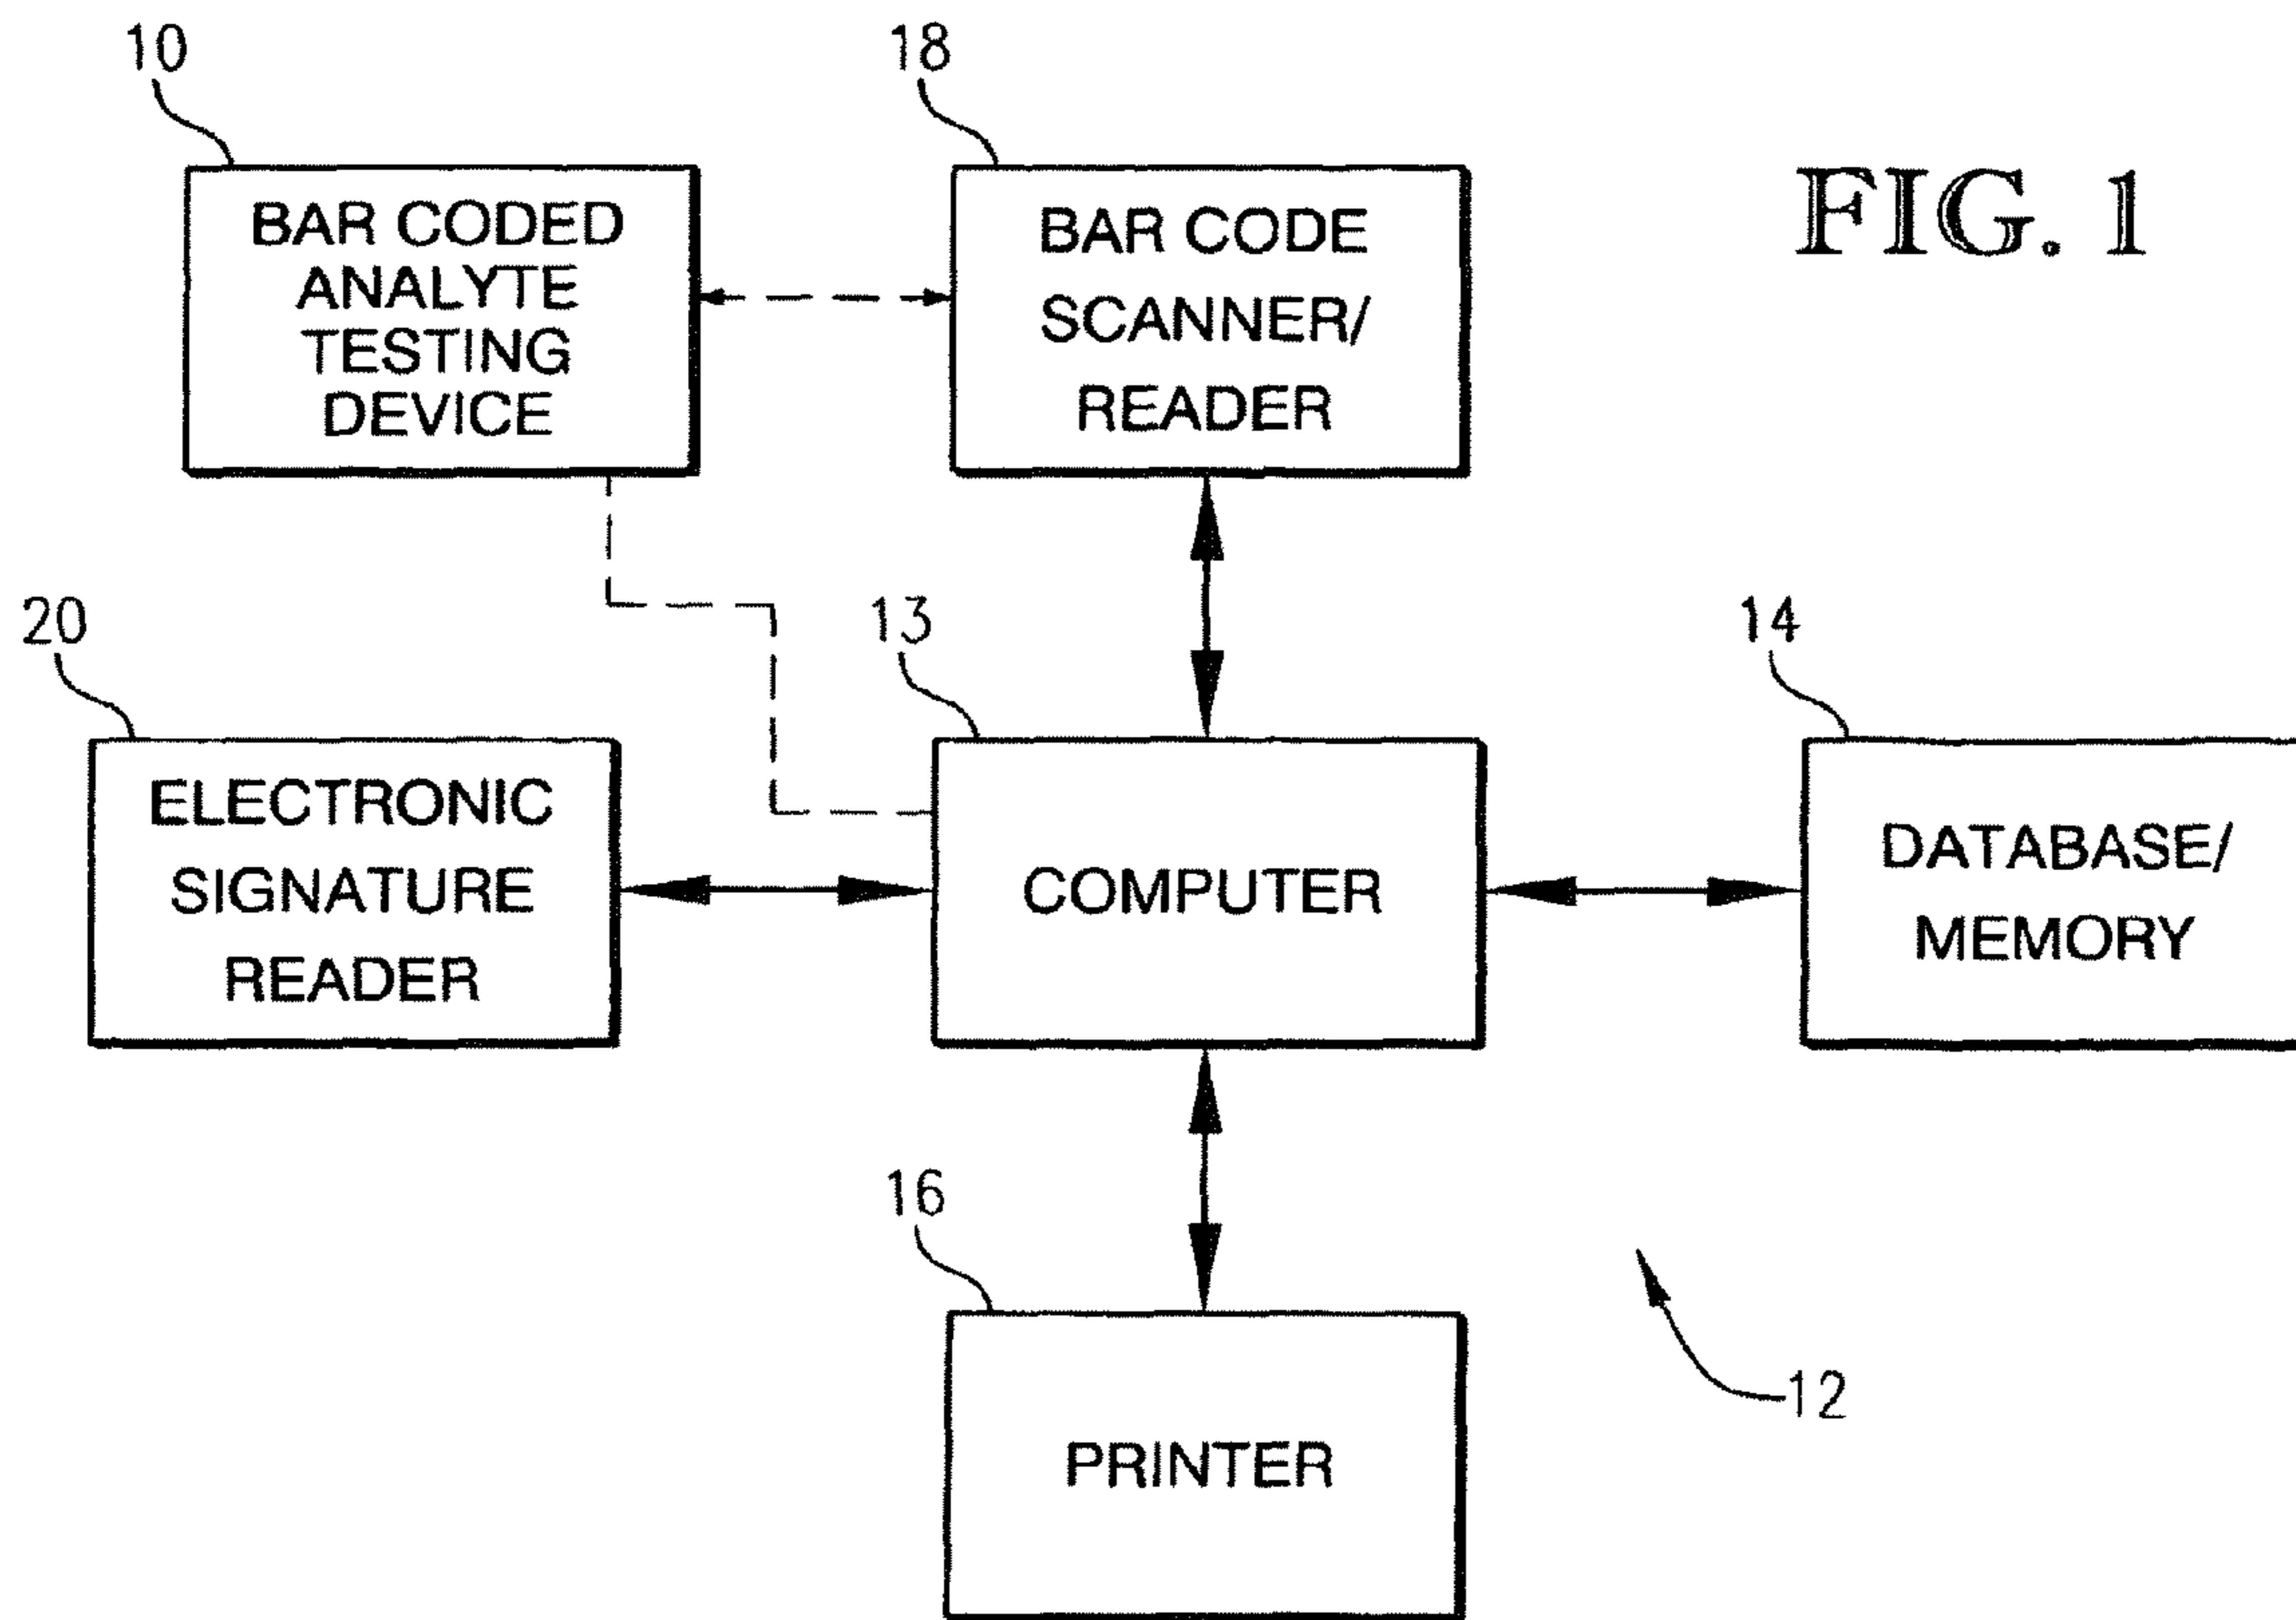 10
18
FIG. 1
BAR CODED
ANALYTE
TESTING
DEVICE
BAR CODE
SCANNER/
READER
20
13
14
ELECTRONIC
SIGNATURE
READER
COMPUTER
DATABASE/
MEMORY
16
12
PRINTER